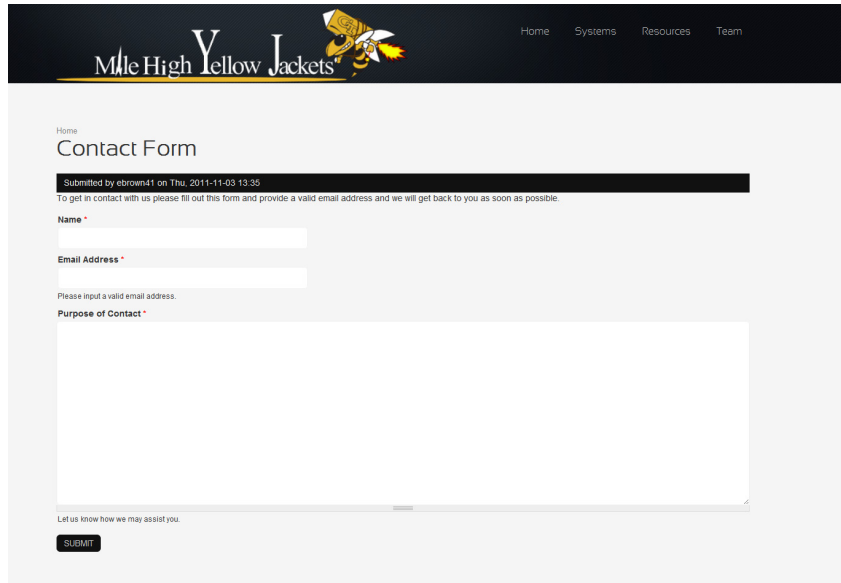 Mile High Yellow Jackets
GT
Home Systems Resources Team
Home
Contact Form
Submitted by ebrown41 on Thu, 2011-11-03 13:35
To get in contact with us please fill out this form and provide a valid email address and we will get back to you as soon as possible.
Name *
Email Address *
Please input a valid email address.
Purpose of Contact *
Let us know how we may assist you.
SUBMIT